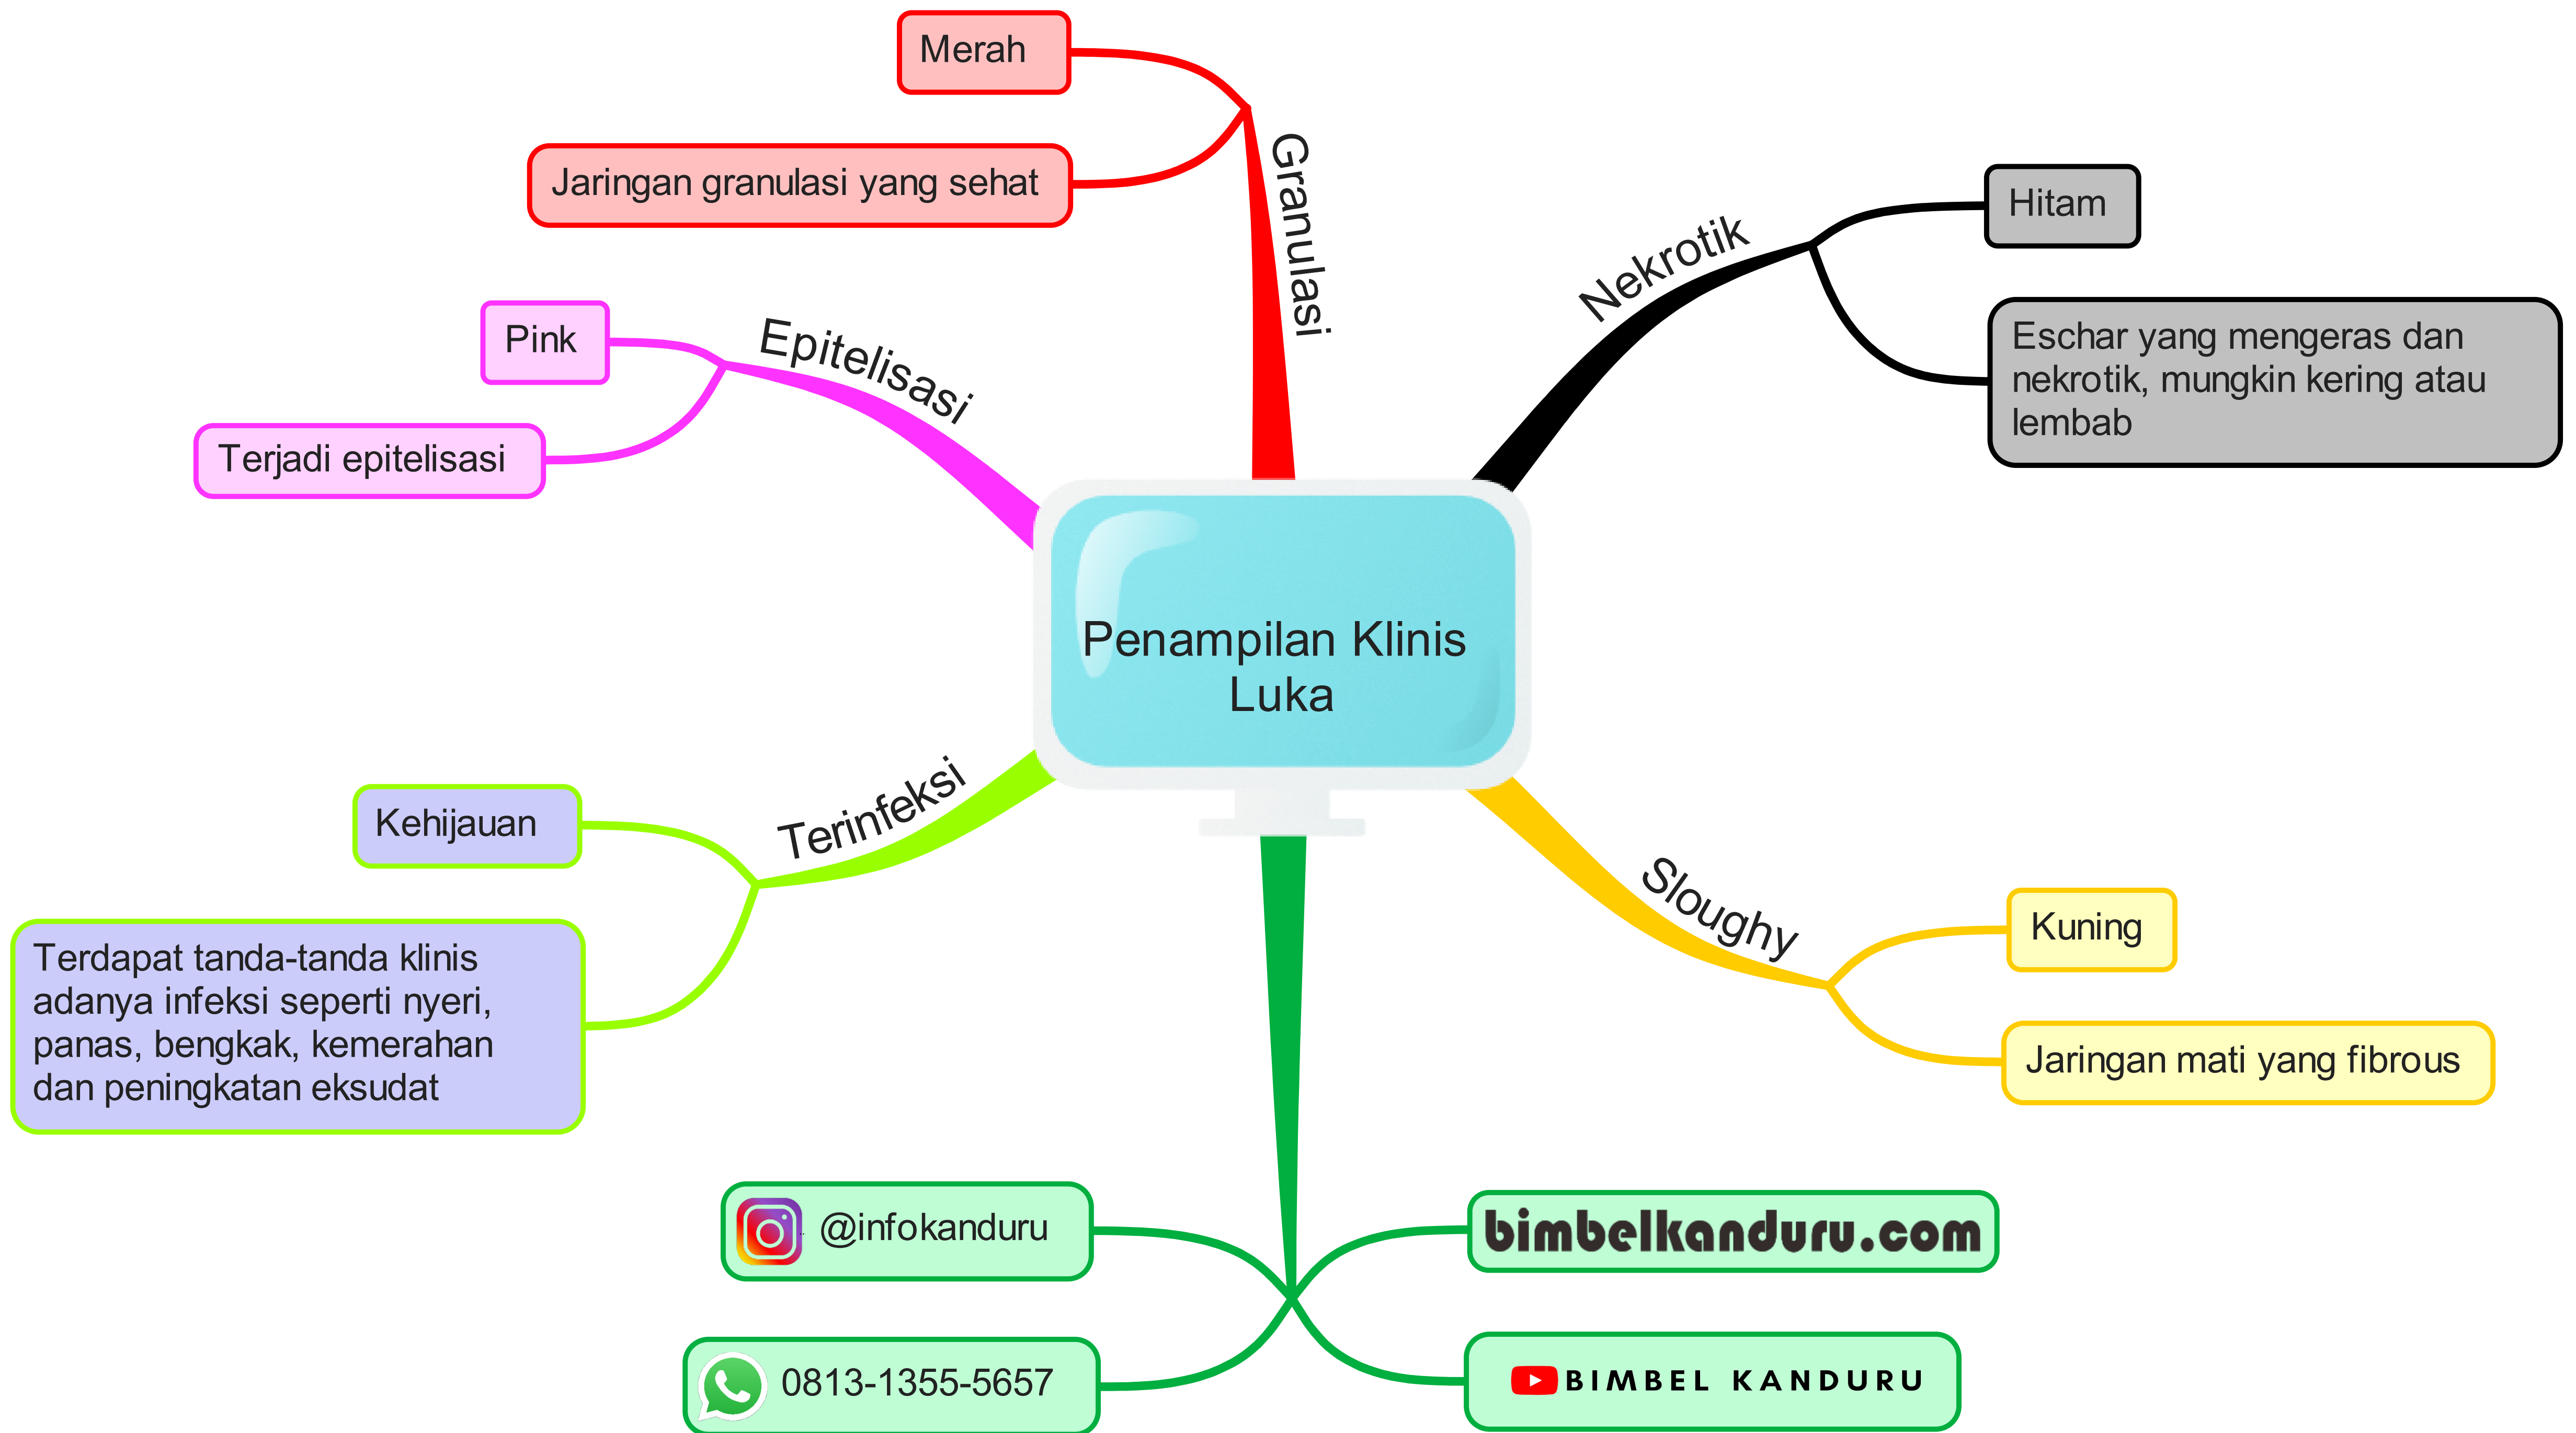 Penampilan Klinis
Luka
Granulasi
Merah
Jaringan granulasi yang sehat
Nekrotik
Hitam
Eschar yang mengeras dan
nekrotik, mungkin kering atau
lembab
Epitelisasi
Pink
Terjadi epitelisasi
Terinfeksi
Kehijauan
Terdapat tanda-tanda klinis
adanya infeksi seperti nyeri,
panas, bengkak, kemerahan
dan peningkatan eksudat
Sloughy
Kuning
Jaringan mati yang fibrous
@infokanduru
bimbelkanduru.com
0813-1355-5657
BIMBEL KANDURU